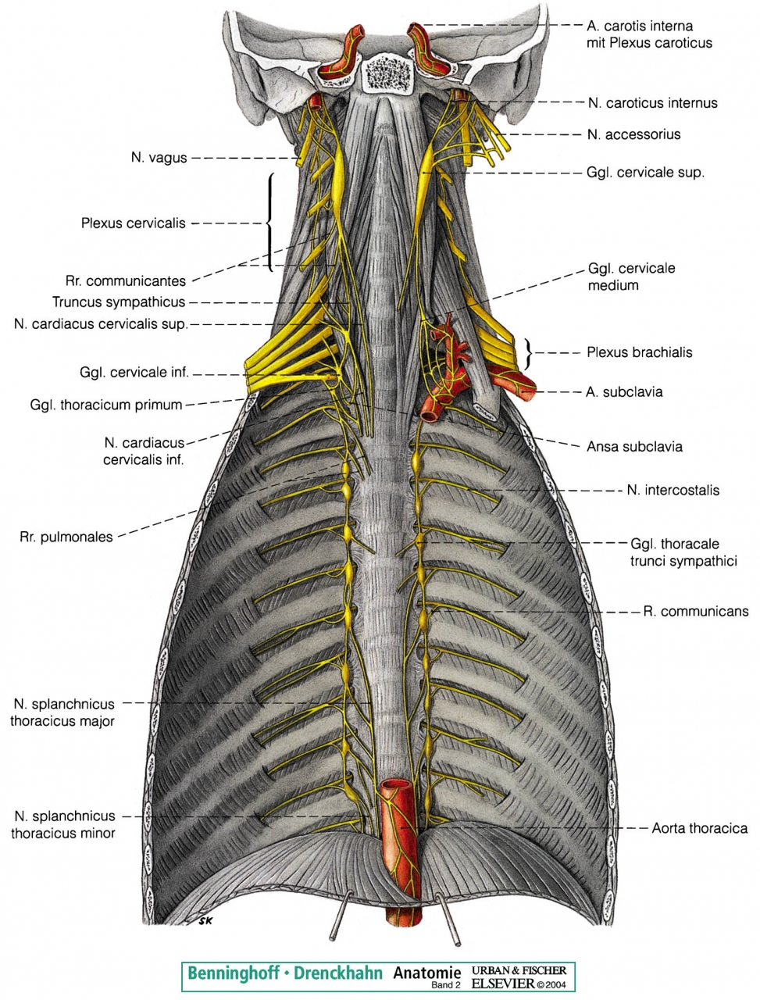 A. carotis interna
mit Plexus caroticus
N. caroticus internus
N. accessorius
N. vagus
Ggl. cervicale sup.
Plexus cervicalis
Ggl. cervicale
medium
Rr. communicantes
Truncus sympathicus
N. cardiacus cervicalis sup.
Plexus brachialis
Ggl. cervicale inf.
A. subclavia
Ggl. thoracicum primum
N. cardiacus
cervicalis inf.
Ansa subclavia
N. intercostalis
Rr. pulmonales
Ggl. thoracale
trunci sympathici
R. communicans
N. splanchnicus
thoracicus major
N. splanchnicus
thoracicus minor
Aorta thoracica
SK
Benninghoff · Drenckhahn Anatomie
Band 2
URBAN & FISCHER
ELSEVIER © 2004